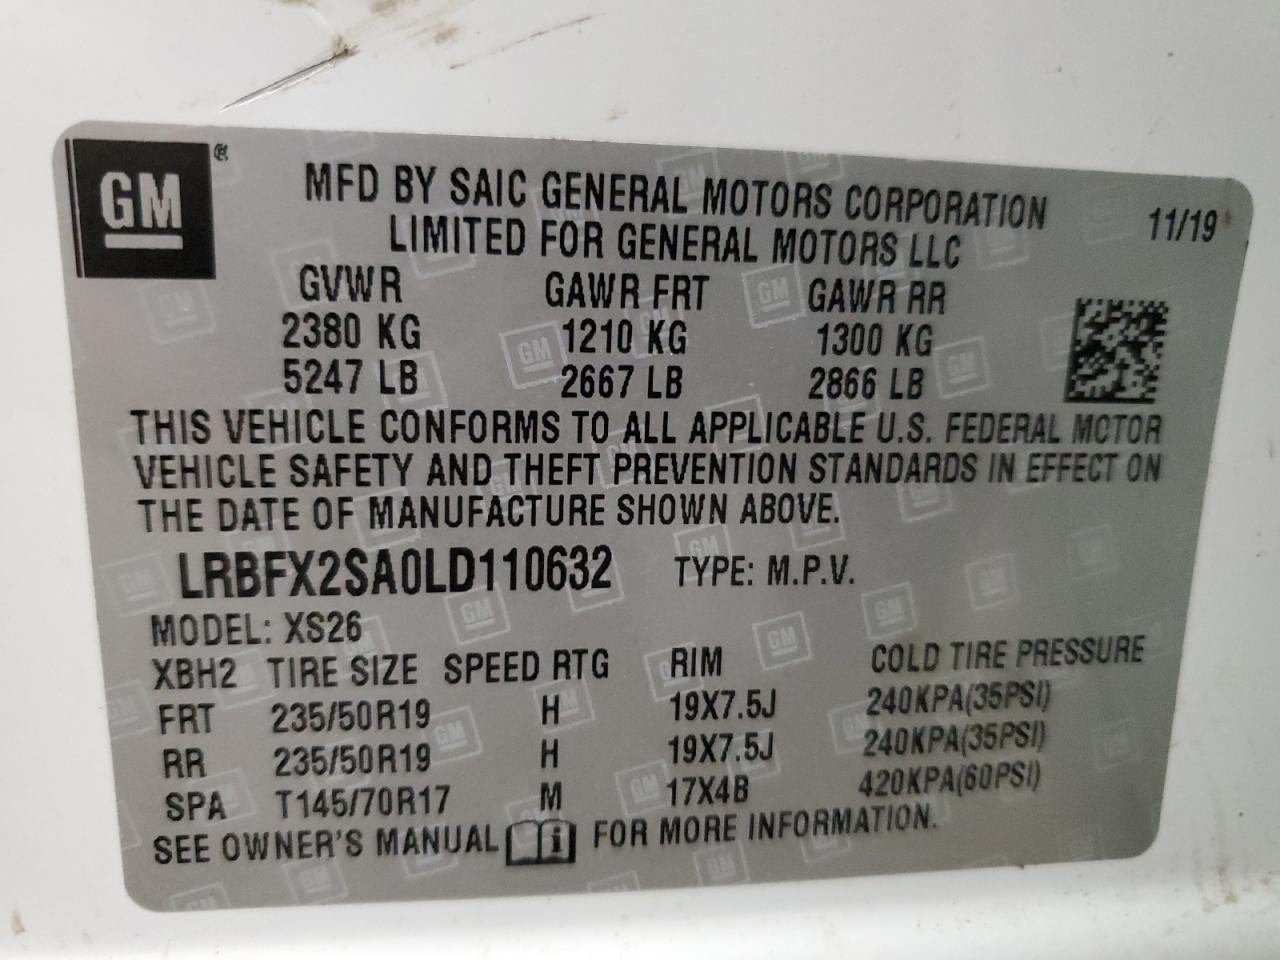 GM ®
MFD BY SAIC GENERAL MOTORS CORPORATION
LIMITED FOR GENERAL MOTORS LLC
11/19
GVWR GAWR FRT GAWR RR
2380 KG 1210 KG 1300 KG
5247 LB 2667 LB 2866 LB
THIS VEHICLE CONFORMS TO ALL APPLICABLE U.S. FEDERAL MOTOR
VEHICLE SAFETY AND THEFT PREVENTION STANDARDS IN EFFECT ON
THE DATE OF MANUFACTURE SHOWN ABOVE.
LRBFX2SA0LD110632 TYPE: M.P.V.
MODEL: XS26
XBH2 TIRE SIZE SPEED RTG RIM COLD TIRE PRESSURE
FRT 235/50R19 H 19X7.5J 240KPA(35PSI)
RR 235/50R19 H 19X7.5J 240KPA(35PSI)
SPA T145/70R17 M 17X4B 420KPA(60PSI)
SEE OWNER'S MANUAL i FOR MORE INFORMATION.